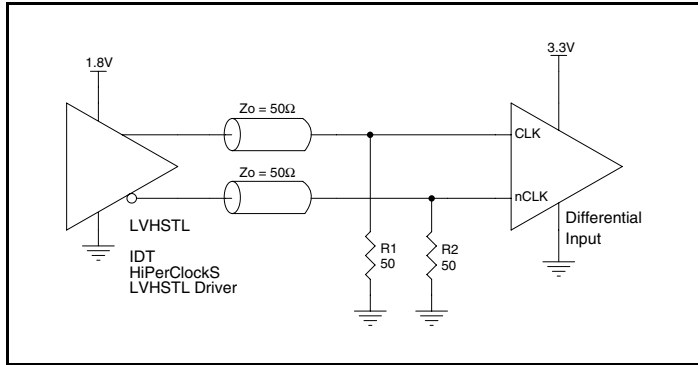 1.8V
3.3V
Zo = 50Ω
CLK
Zo = 50Ω
nCLK
LVHSTL
Differential
Input
IDT
HiPerClockS
LVHSTL Driver
R1
50
R2
50